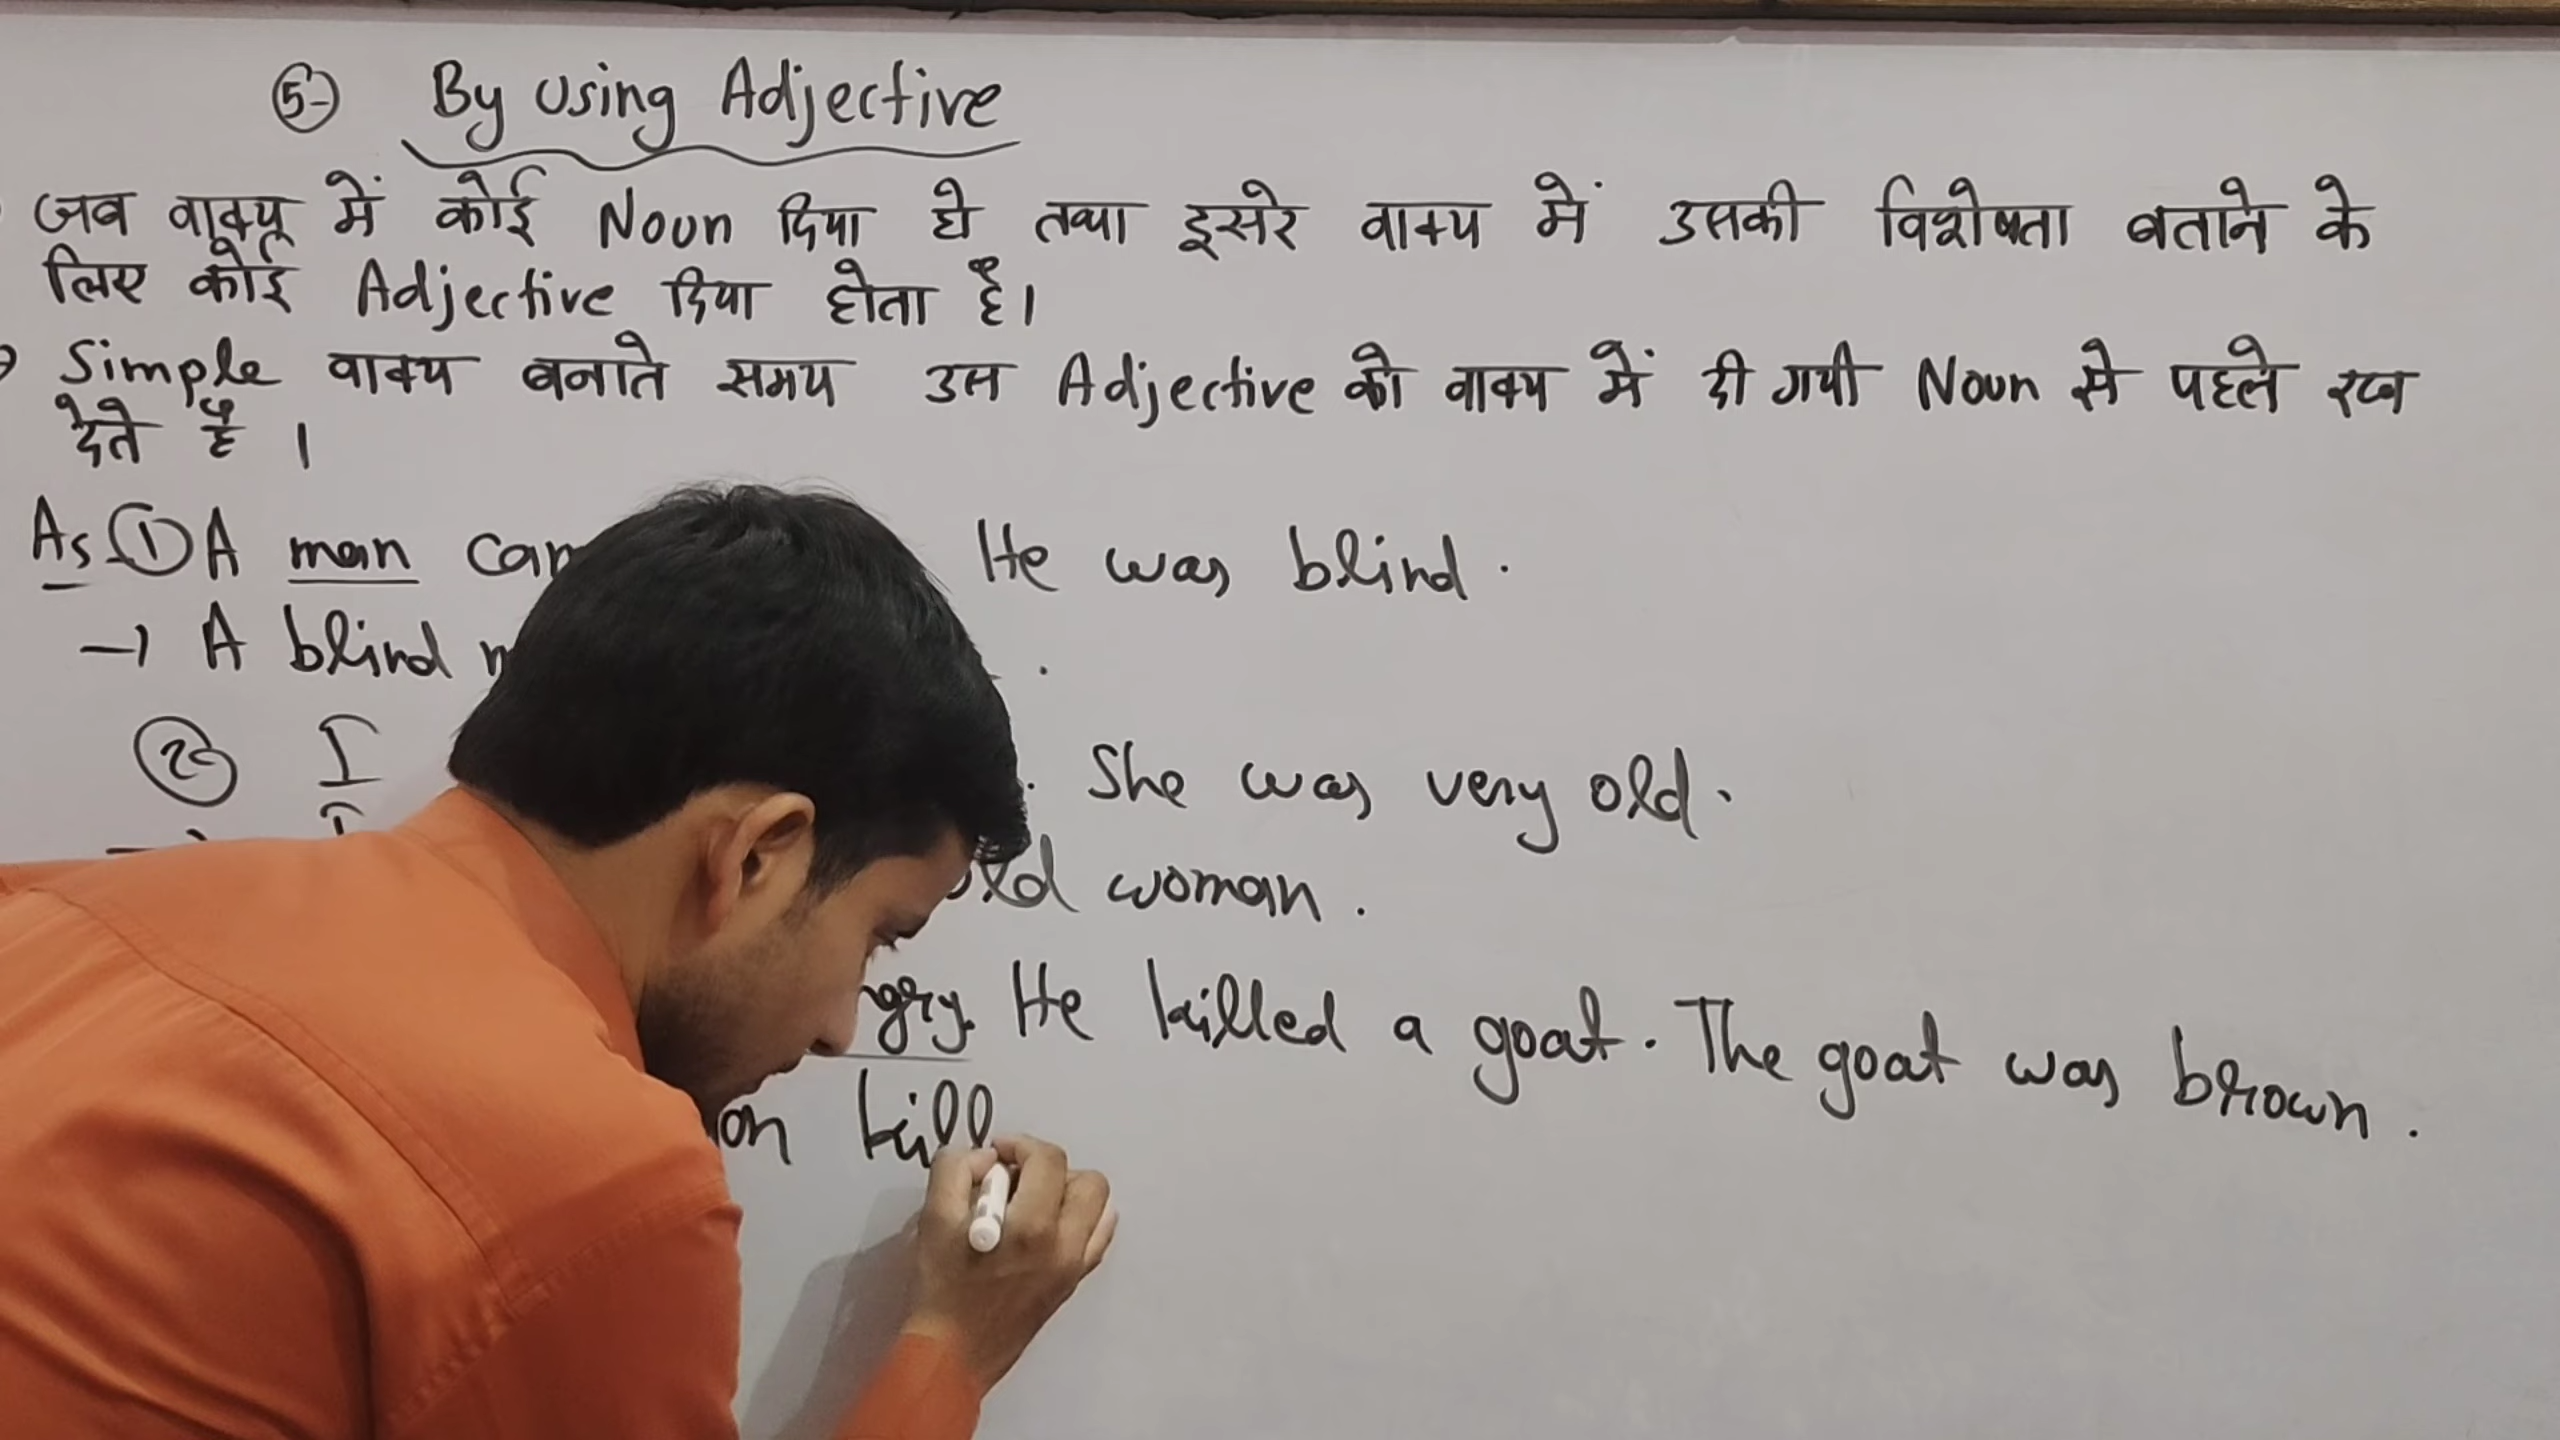 5 By Using Adjective
जब वाक्य में कोई Noun दिया हो तथा दूसरे वाक्य में उसकी विशेषता बताने के
लिए कोई Adjective दिया होता है।
Simple वाक्य बनाते समय उस Adjective को वाक्य में दी गयी Noun से पहले रख
देते हैं ।
As 1 A man He was blind.
→ A blind
2 I She was very old.
old woman.
He killed a goat. The goat was brown.
kill